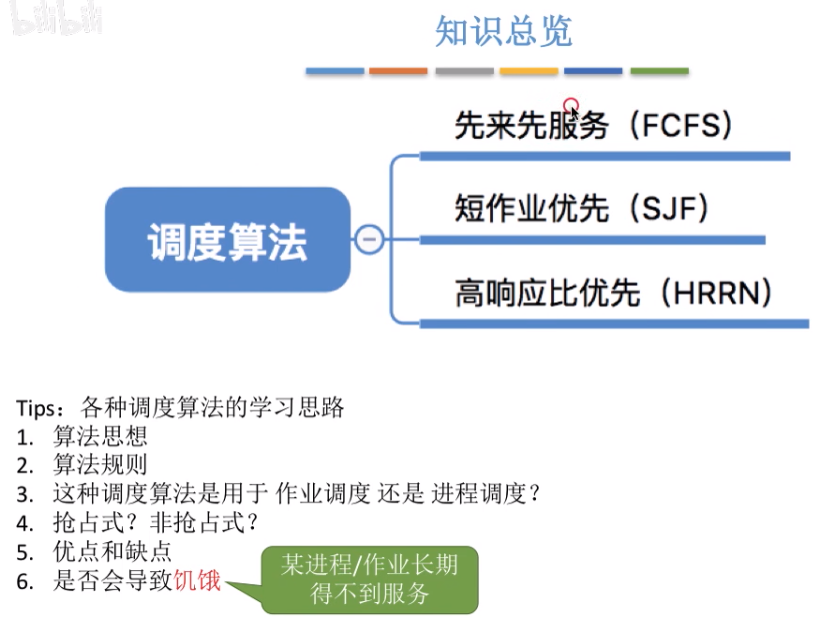 bilibili
知识总览
先来先服务（FCFS）
短作业优先（SJF）
调度算法
高响应比优先（HRRN）
Tips：各种调度算法的学习思路
1. 算法思想
2. 算法规则
3. 这种调度算法是用于 作业调度 还是 进程调度？
4. 抢占式？非抢占式？
5. 优点和缺点
6. 是否会导致饥饿
某进程/作业长期
得不到服务